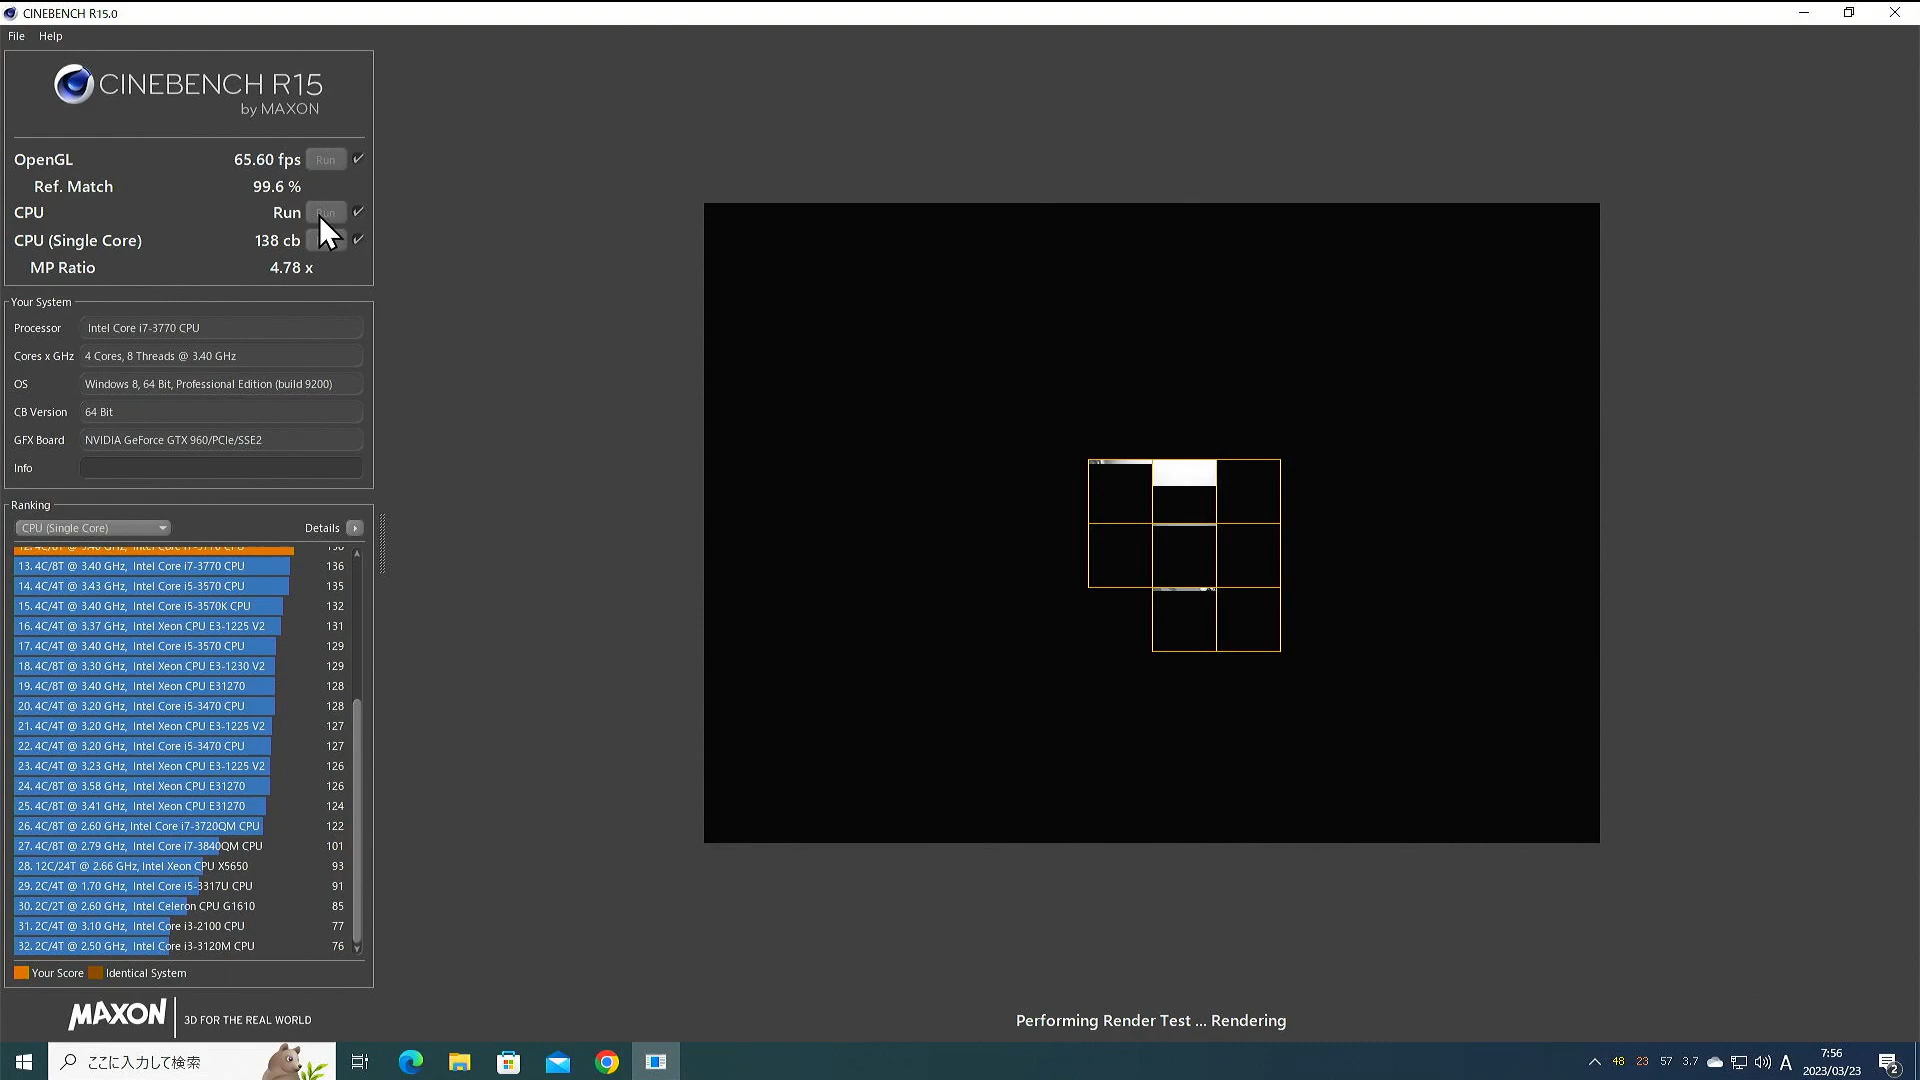 CINEBENCH R15.0
File Help
CINEBENCH R15
by MAXON
OpenGL 65.60 fps Run
Ref. Match 99.6 %
CPU Run Run
CPU (Single Core) 138 cb
MP Ratio 4.78 x
Your System
Processor Intel Core i7-3770 CPU
Cores x GHz 4 Cores, 8 Threads @ 3.40 GHz
OS Windows 8, 64 Bit, Professional Edition (build 9200)
CB Version 64 Bit
GFX Board NVIDIA GeForce GTX 960/PCIe/SSE2
Info
Ranking
CPU (Single Core) Details
12. 4C/8T @ 3.40 GHz, Intel Core i7-3770 CPU 138
13. 4C/8T @ 3.40 GHz, Intel Core i7-3770 CPU 136
14. 4C/4T @ 3.43 GHz, Intel Core i5-3570 CPU 135
15. 4C/4T @ 3.40 GHz, Intel Core i5-3570K CPU 132
16. 4C/4T @ 3.37 GHz, Intel Xeon CPU E3-1225 V2 131
17. 4C/4T @ 3.40 GHz, Intel Core i5-3570 CPU 129
18. 4C/8T @ 3.30 GHz, Intel Xeon CPU E3-1230 V2 129
19. 4C/8T @ 3.40 GHz, Intel Xeon CPU E31270 128
20. 4C/4T @ 3.20 GHz, Intel Core i5-3470 CPU 128
21. 4C/4T @ 3.20 GHz, Intel Xeon CPU E3-1225 V2 127
22. 4C/4T @ 3.20 GHz, Intel Core i5-3470 CPU 127
23. 4C/4T @ 3.23 GHz, Intel Xeon CPU E3-1225 V2 126
24. 4C/8T @ 3.58 GHz, Intel Xeon CPU E31270 126
25. 4C/8T @ 3.41 GHz, Intel Xeon CPU E31270 124
26. 4C/8T @ 2.60 GHz, Intel Core i7-3720QM CPU 122
27. 4C/8T @ 2.79 GHz, Intel Core i7-3840QM CPU 101
28. 12C/24T @ 2.66 GHz, Intel Xeon CPU X5650 93
29. 2C/4T @ 1.70 GHz, Intel Core i5-3317U CPU 91
30. 2C/2T @ 2.60 GHz, Intel Celeron CPU G1610 85
31. 2C/4T @ 3.10 GHz, Intel Core i3-2100 CPU 77
32. 2C/4T @ 2.50 GHz, Intel Core i3-3120M CPU 76
Your Score Identical System
MAXON 3D FOR THE REAL WORLD
Performing Render Test ... Rendering
ここに入力して検索
48 23 57 3.7 A 7:56
2023/03/23
2